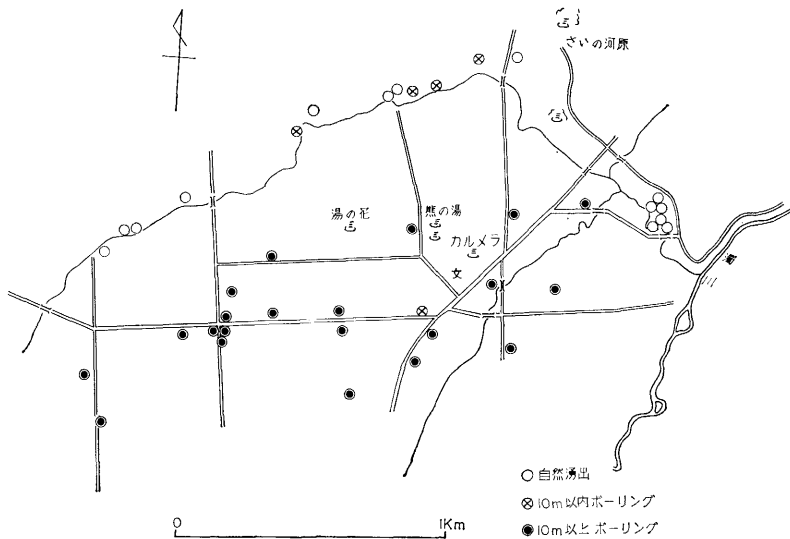 さいの河原
湯の花
熊の湯
カルメラ
文
自然湧出
10m以内ボーリング
10m以上ボーリング
0
1Km